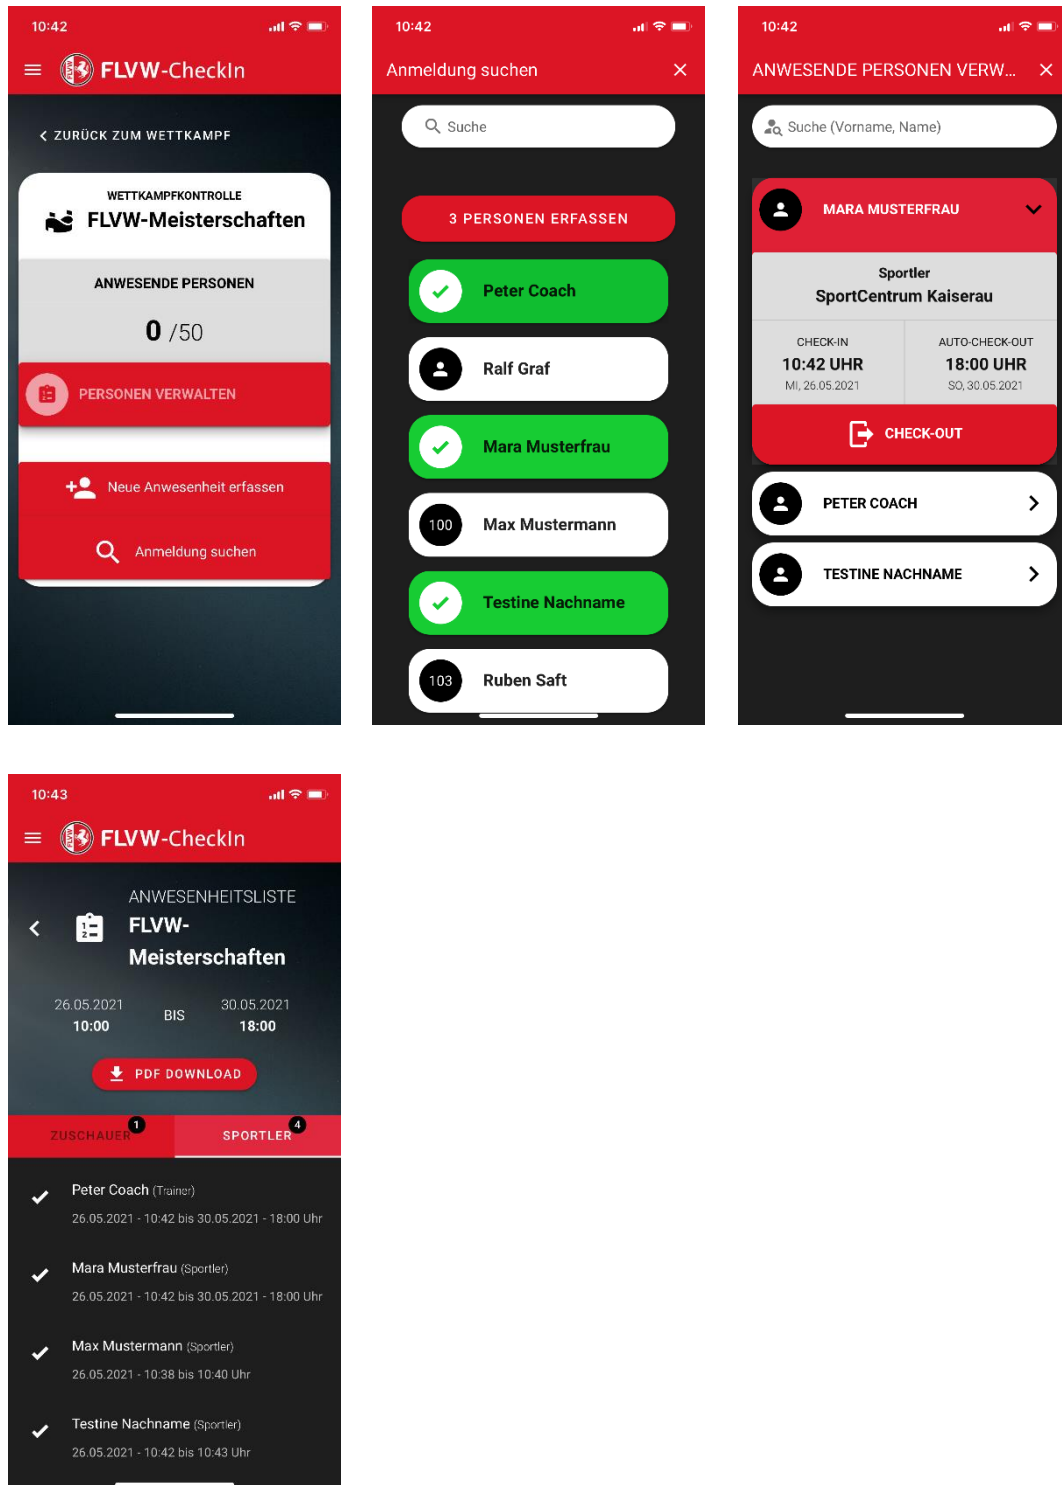 10:42
FLVW-CheckIn
ZURÜCK ZUM WETTKAMPF
WETTKAMPFKONTROLLE
FLVW-Meisterschaften
ANWESENDE PERSONEN
0 /50
PERSONEN VERWALTEN
Neue Anwesenheit erfassen
Anmeldung suchen
10:42
Anmeldung suchen
Suche
3 PERSONEN ERFASSEN
Peter Coach
Ralf Graf
Mara Musterfrau
100 Max Mustermann
Testine Nachname
103 Ruben Saft
10:42
ANWESENDE PERSONEN VERW...
Suche (Vorname, Name)
MARA MUSTERFRAU
Sportler
SportCentrum Kaiserau
CHECK-IN
10:42 UHR
MI, 26.05.2021
AUTO-CHECK-OUT
18:00 UHR
SO, 30.05.2021
CHECK-OUT
PETER COACH
TESTINE NACHNAME
10:43
FLVW-CheckIn
ANWESENHEITSLISTE
FLVW-
Meisterschaften
26.05.2021
10:00
BIS
30.05.2021
18:00
PDF DOWNLOAD
ZUSCHAUER 1
SPORTLER 4
Peter Coach (Trainer)
26.05.2021 - 10:42 bis 30.05.2021 - 18:00 Uhr
Mara Musterfrau (Sportler)
26.05.2021 - 10:42 bis 30.05.2021 - 18:00 Uhr
Max Mustermann (Sportler)
26.05.2021 - 10:38 bis 10:40 Uhr
Testine Nachname (Sportler)
26.05.2021 - 10:42 bis 10:43 Uhr